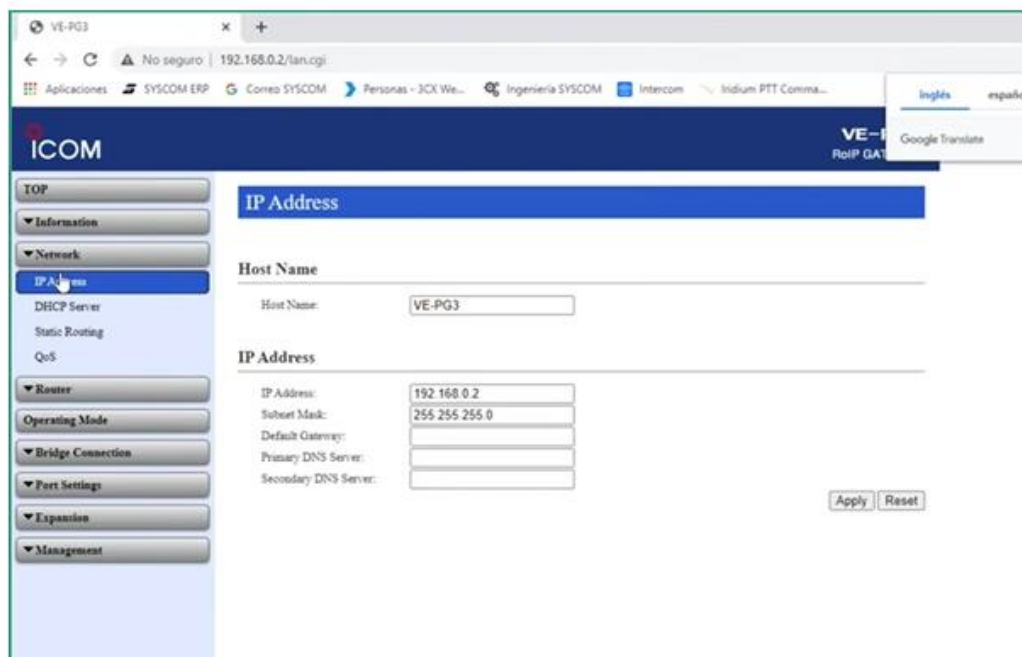 VE-PG3
No seguro | 192.168.0.2/lan.cgi
Aplicaciones SYSCOM ERP Correo SYSCOM Personas - 3CX We... Ingeniería SYSCOM Intercom Iridium PTT Comma...
inglés
Google Translate
ICOM
TOP
Information
Network
DHCP Server
Static Routing
QoS
Router
Operating Mode
Bridge Connection
Port Settings
Expansion
Management
IP Address
Host Name
Host Name: VE-PG3
IP Address
IP Address: 192.168.0.2
Subnet Mask: 255.255.255.0
Default Gateway:
Primary DNS Server:
Secondary DNS Server:
Apply Reset